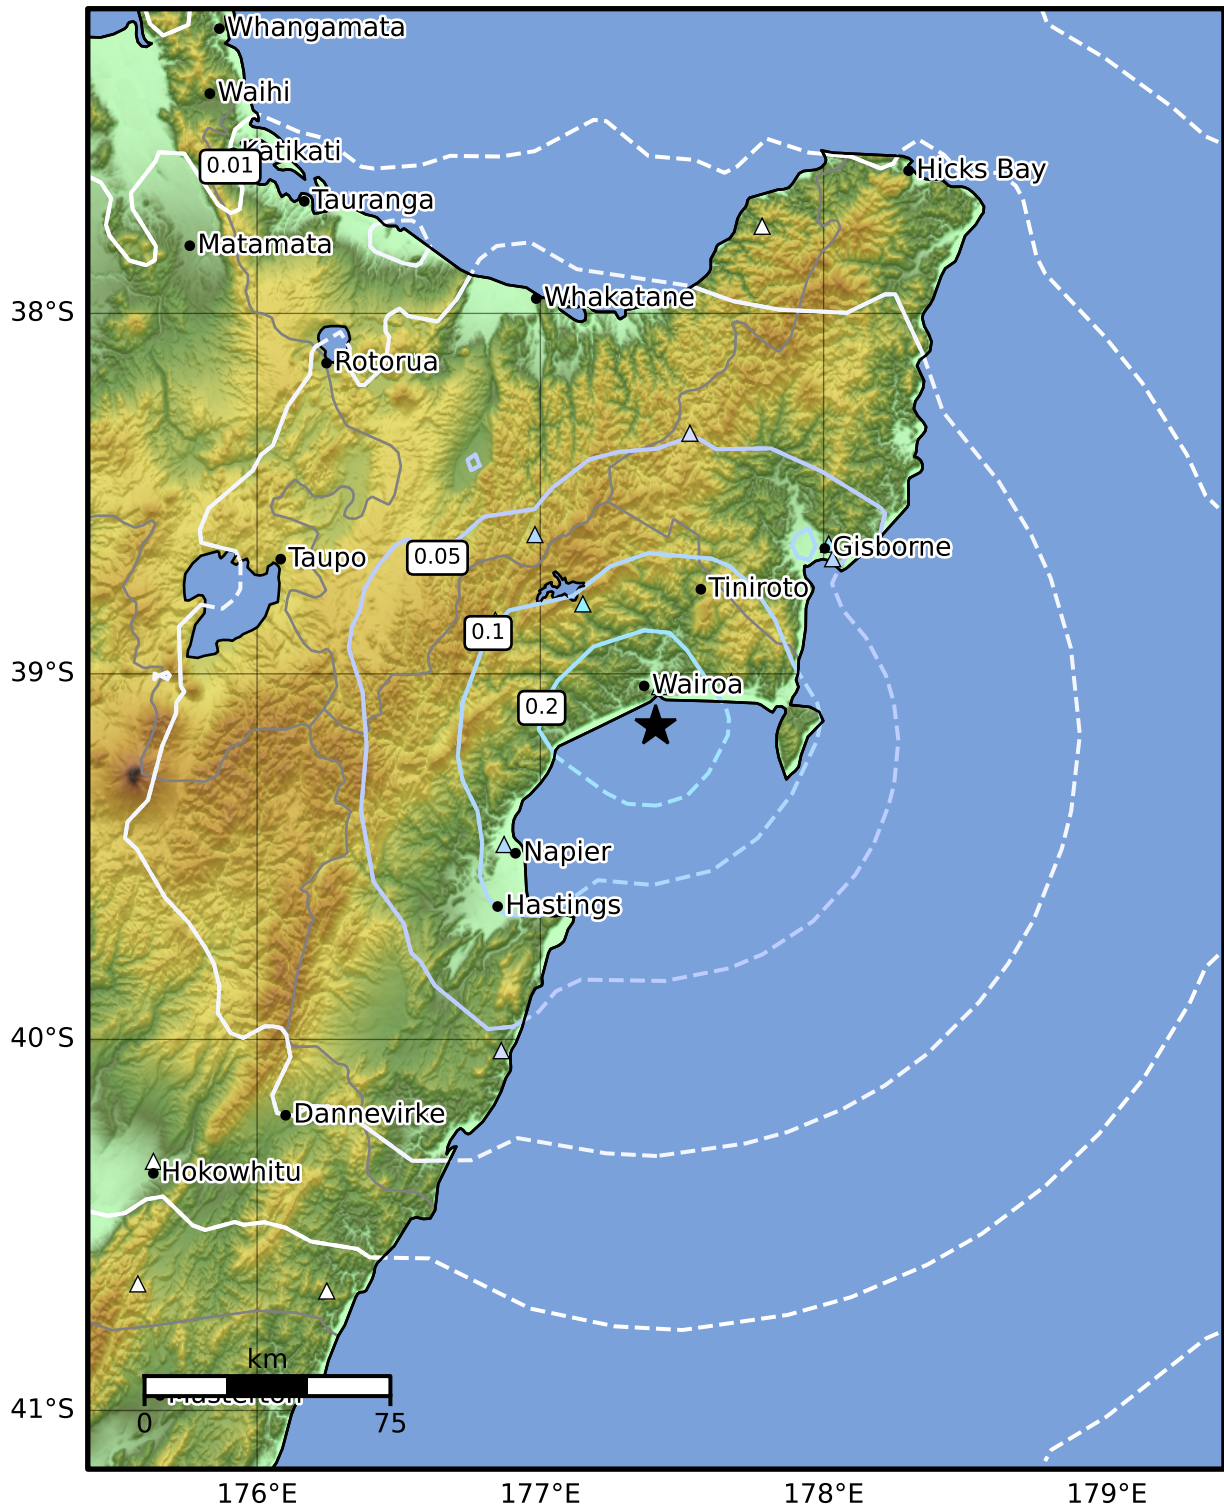 Whangamata
Waihi
Katikati
0.01
Tauranga
Hicks Bay
Matamata
Whakatane
38°S
Rotorua
Gisborne
0.05
Taupo
Tiniroto
0.1
39°S
Wairoa
0.2
Napier
Hastings
40°S
Dannevirke
Hokowhitu
km
Masterton
0
75
41°S
176°E
177°E
178°E
179°E